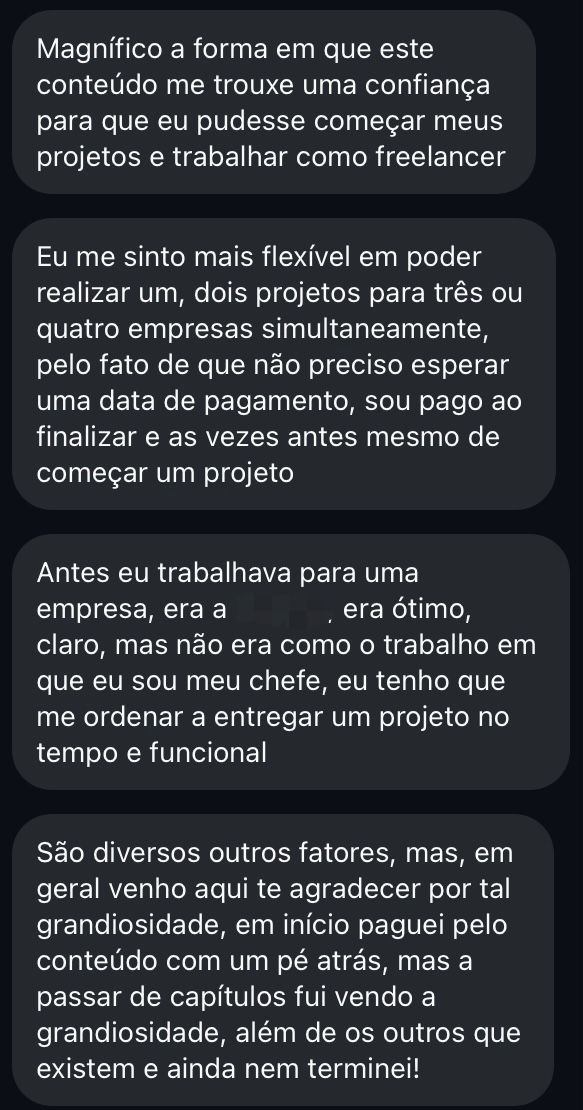 Magnífico a forma em que este
conteúdo me trouxe uma confiança
para que eu pudesse começar meus
projetos e trabalhar como freelancer
Eu me sinto mais flexível em poder
realizar um, dois projetos para três ou
quatro empresas simultaneamente,
pelo fato de que não preciso esperar
uma data de pagamento, sou pago ao
finalizar e as vezes antes mesmo de
começar um projeto
Antes eu trabalhava para uma
empresa, era a , era ótimo,
claro, mas não era como o trabalho em
que eu sou meu chefe, eu tenho que
me ordenar a entregar um projeto no
tempo e funcional
São diversos outros fatores, mas, em
geral venho aqui te agradecer por tal
grandiosidade, em início paguei pelo
conteúdo com um pé atrás, mas a
passar de capítulos fui vendo a
grandiosidade, além de os outros que
existem e ainda nem terminei!